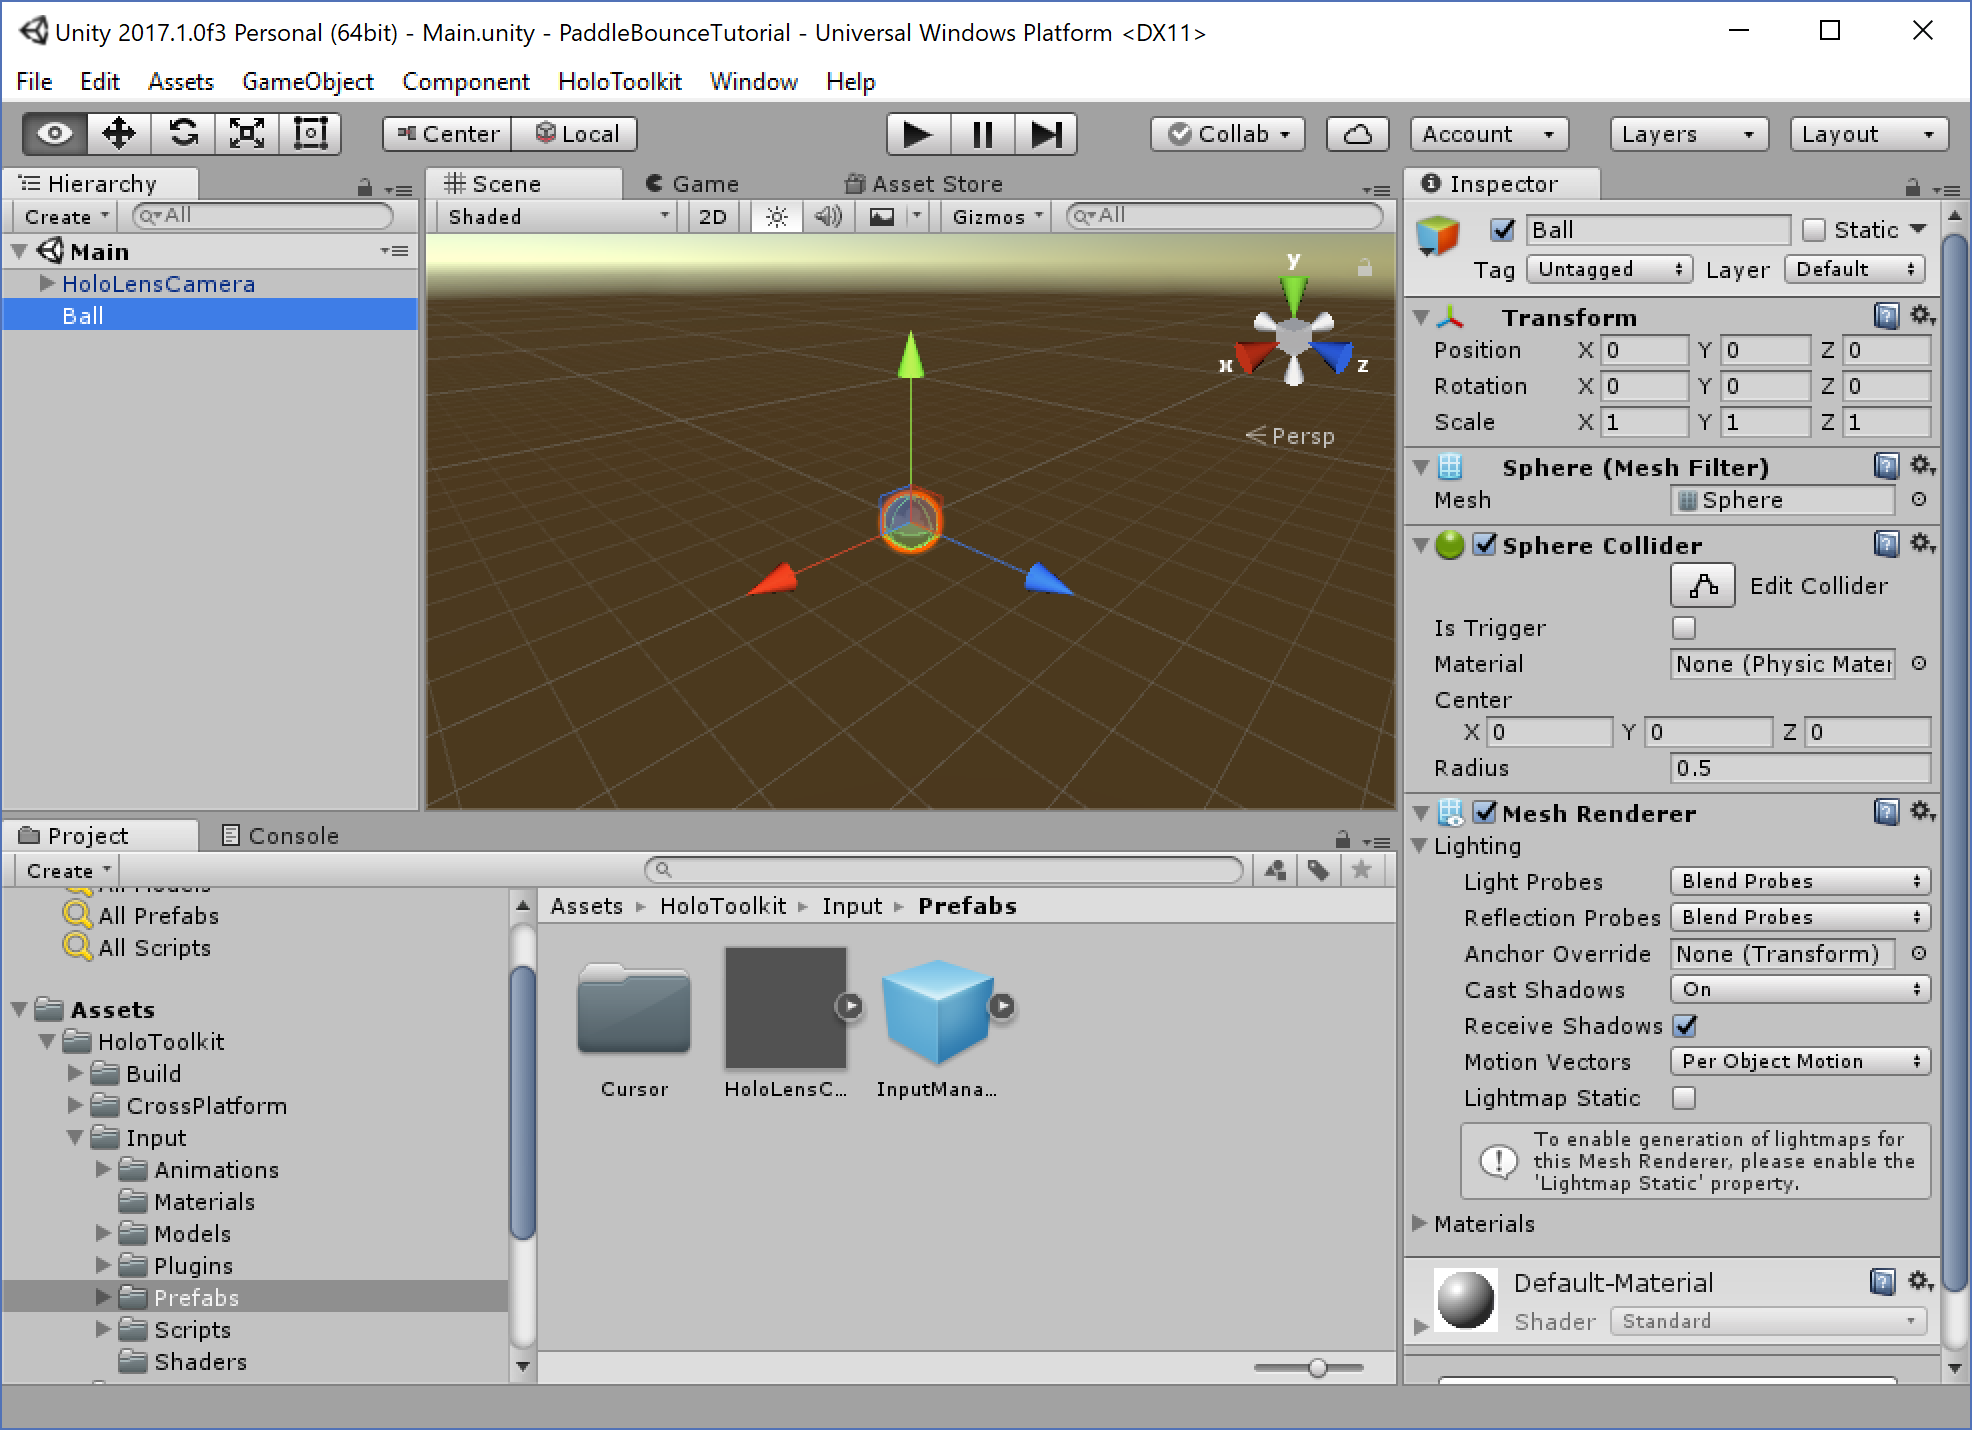 Unity 2017.1.0f3 Personal (64bit) - Main.unity - PaddleBounceTutorial - Universal Windows Platform <DX11>
File Edit Assets GameObject Component HoloToolkit Window Help
Center Local Collab Account Layers Layout
Hierarchy
Create All
Main
HoloLensCamera
Ball
Scene Game Asset Store
Shaded 2D Gizmos All
y
x z
Persp
Project Console
Create
All Models
All Prefabs
All Scripts
Assets
HoloToolkit
Build
CrossPlatform
Input
Animations
Materials
Models
Plugins
Prefabs
Scripts
Shaders
Assets HoloToolkit Input Prefabs
Cursor HoloLensC... InputMana...
Inspector
Ball Static
Tag Untagged Layer Default
Transform
Position X 0 Y 0 Z 0
Rotation X 0 Y 0 Z 0
Scale X 1 Y 1 Z 1
Sphere (Mesh Filter)
Mesh Sphere
Sphere Collider
Edit Collider
Is Trigger
Material None (Physic Mater
Center
X 0 Y 0 Z 0
Radius 0.5
Mesh Renderer
Lighting
Light Probes Blend Probes
Reflection Probes Blend Probes
Anchor Override None (Transform)
Cast Shadows On
Receive Shadows
Motion Vectors Per Object Motion
Lightmap Static
To enable generation of lightmaps for
this Mesh Renderer, please enable the
'Lightmap Static' property.
Materials
Default-Material
Shader Standard